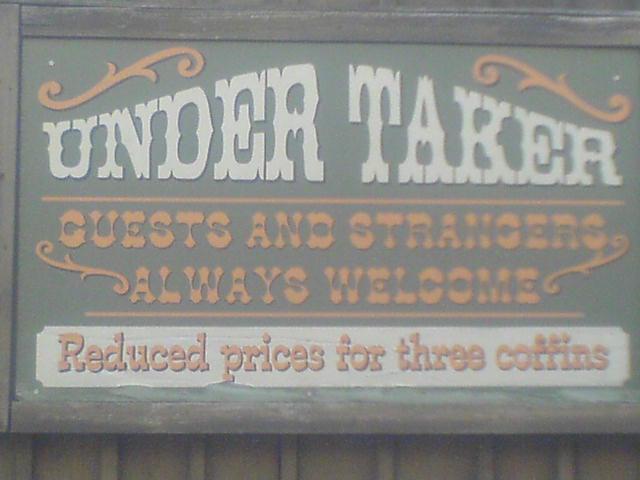 UNDER TAKER
GUESTS AND STRANGERS
ALWAYS WELCOME
Reduced prices for three coffins